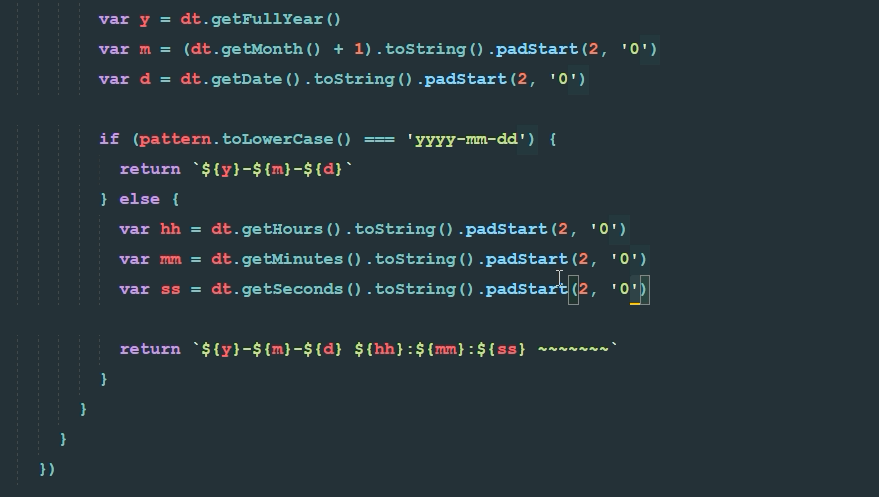 var y = dt.getFullYear()
var m = (dt.getMonth() + 1).toString().padStart(2, '0')
var d = dt.getDate().toString().padStart(2, '0')
if (pattern.toLowerCase() === 'yyyy-mm-dd') {
return `${y}-${m}-${d}`
} else {
var hh = dt.getHours().toString().padStart(2, '0')
var mm = dt.getMinutes().toString().padStart(2, '0')
var ss = dt.getSeconds().toString().padStart(2, '0')
return `${y}-${m}-${d} ${hh}:${mm}:${ss} ~~~~~~~`
}
}
}
})